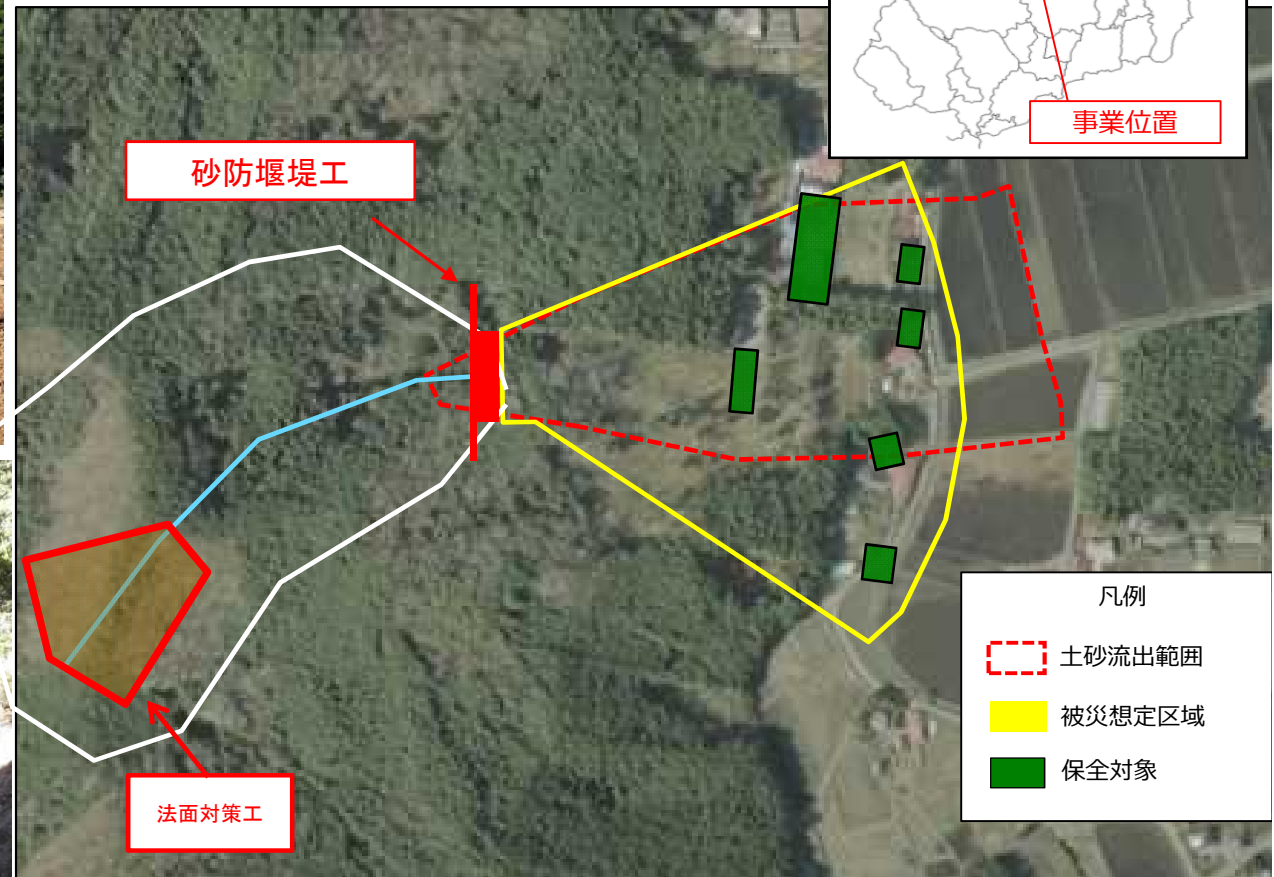 事業位置
砂防堰堤工
法面対策工
凡例
土砂流出範囲
被災想定区域
保全対象